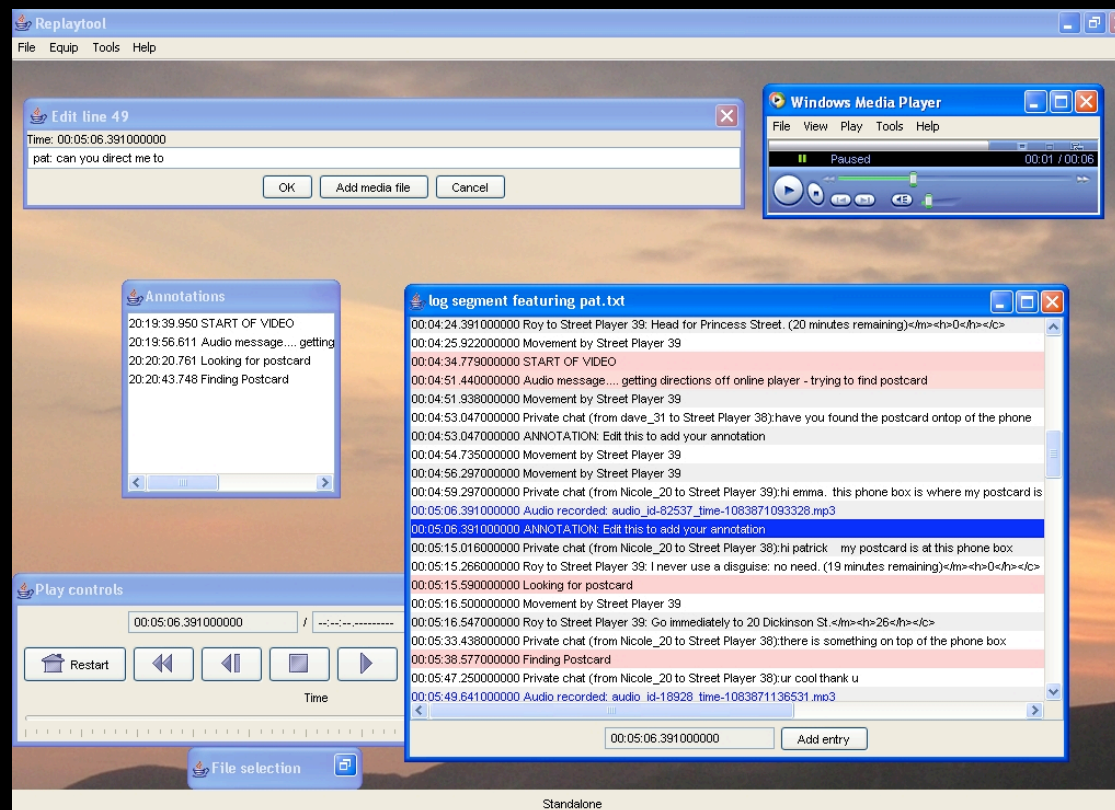 Replaytool
File Equip Tools Help
Edit line 49
Time: 00:05:06.391000000
pat: can you direct me to
OK Add media file Cancel
Windows Media Player
File View Play Tools Help
Paused 00:01 / 00:06
Annotations
20:19:39.950 START OF VIDEO
20:19:56.611 Audio message.... getting
20:20:20.761 Looking for postcard
20:20:43.748 Finding Postcard
log segment featuring pat.txt
00:04:24.391000000 Roy to Street Player 39: Head for Princess Street. (20 minutes remaining)</m><h>0</h></c>
00:04:25.922000000 Movement by Street Player 39
00:04:34.779000000 START OF VIDEO
00:04:51.440000000 Audio message.... getting directions off online player - trying to find postcard
00:04:51.938000000 Movement by Street Player 39
00:04:53.047000000 Private chat (from dave_31 to Street Player 38):have you found the postcard ontop of the phone
00:04:53.047000000 ANNOTATION: Edit this to add your annotation
00:04:54.735000000 Movement by Street Player 39
00:04:56.297000000 Movement by Street Player 39
00:04:59.297000000 Private chat (from Nicole_20 to Street Player 39):hi emma. this phone box is where my postcard is
00:05:06.391000000 Audio recorded: audio_id-82537_time-1083871093328.mp3
00:05:06.391000000 ANNOTATION: Edit this to add your annotation
00:05:15.016000000 Private chat (from Nicole_20 to Street Player 38):hi patrick my postcard is at this phone box
00:05:15.266000000 Roy to Street Player 39: I never use a disguise: no need. (19 minutes remaining)</m><h>0</h></c>
00:05:15.590000000 Looking for postcard
00:05:16.500000000 Movement by Street Player 39
00:05:16.547000000 Roy to Street Player 39: Go immediately to 20 Dickinson St.</m><h>26</h></c>
00:05:33.438000000 Private chat (from Nicole_20 to Street Player 38):there is something on top of the phone box
00:05:38.577000000 Finding Postcard
00:05:47.250000000 Private chat (from Nicole_20 to Street Player 38):ur cool thank u
00:05:49.641000000 Audio recorded: audio_id-18928_time-1083871136531.mp3
00:05:06.391000000 Add entry
Play controls
00:05:06.391000000 / --:--:--.---------
Restart
Time
File selection
Standalone